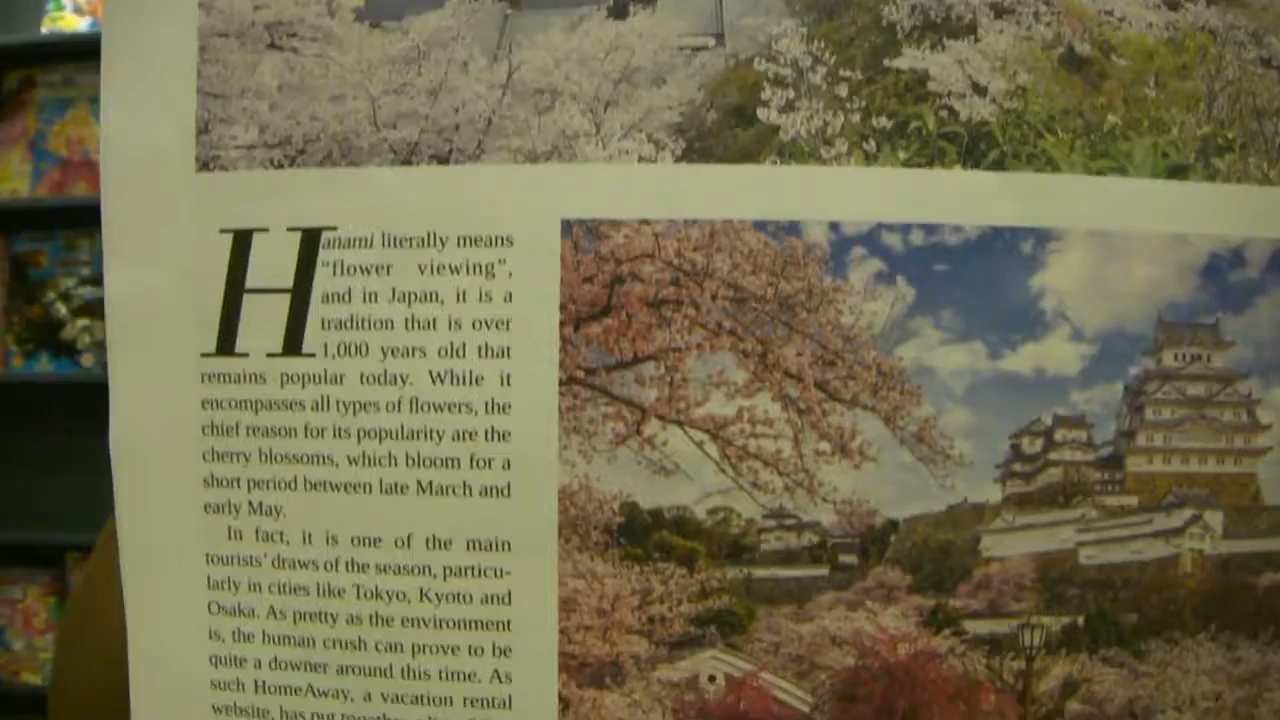 Hanami literally means
"flower viewing",
and in Japan, it is a
tradition that is over
1,000 years old that
remains popular today. While it
encompasses all types of flowers, the
chief reason for its popularity are the
cherry blossoms, which bloom for a
short period between late March and
early May.
In fact, it is one of the main
tourists' draws of the season, particu-
larly in cities like Tokyo, Kyoto and
Osaka. As pretty as the environment
is, the human crush can prove to be
quite a downer around this time. As
such HomeAway, a vacation rental
website, has put